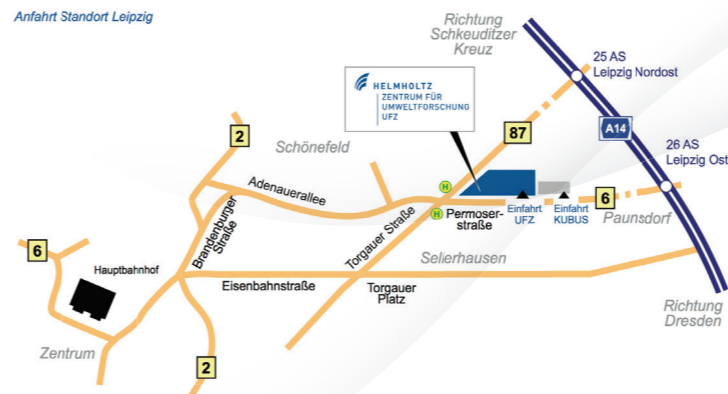 Anfahrt Standort Leipzig
Richtung
Schkeuditzer
Kreuz
25 AS
Leipzig Nordost
HELMHOLTZ
ZENTRUM FÜR
UMWELTFORSCHUNG
UFZ
2
87
A14
Schönefeld
26 AS
Leipzig Ost
Adenauerallee
H
6
H
Permoser-
straße
Einfahrt
UFZ
Einfahrt
KUBUS
Paunsdorf
Brandenburger
Straße
Torgauer Straße
6
Hauptbahnhof
Selierhausen
Eisenbahnstraße
Torgauer
Platz
Richtung
Dresden
Zentrum
2